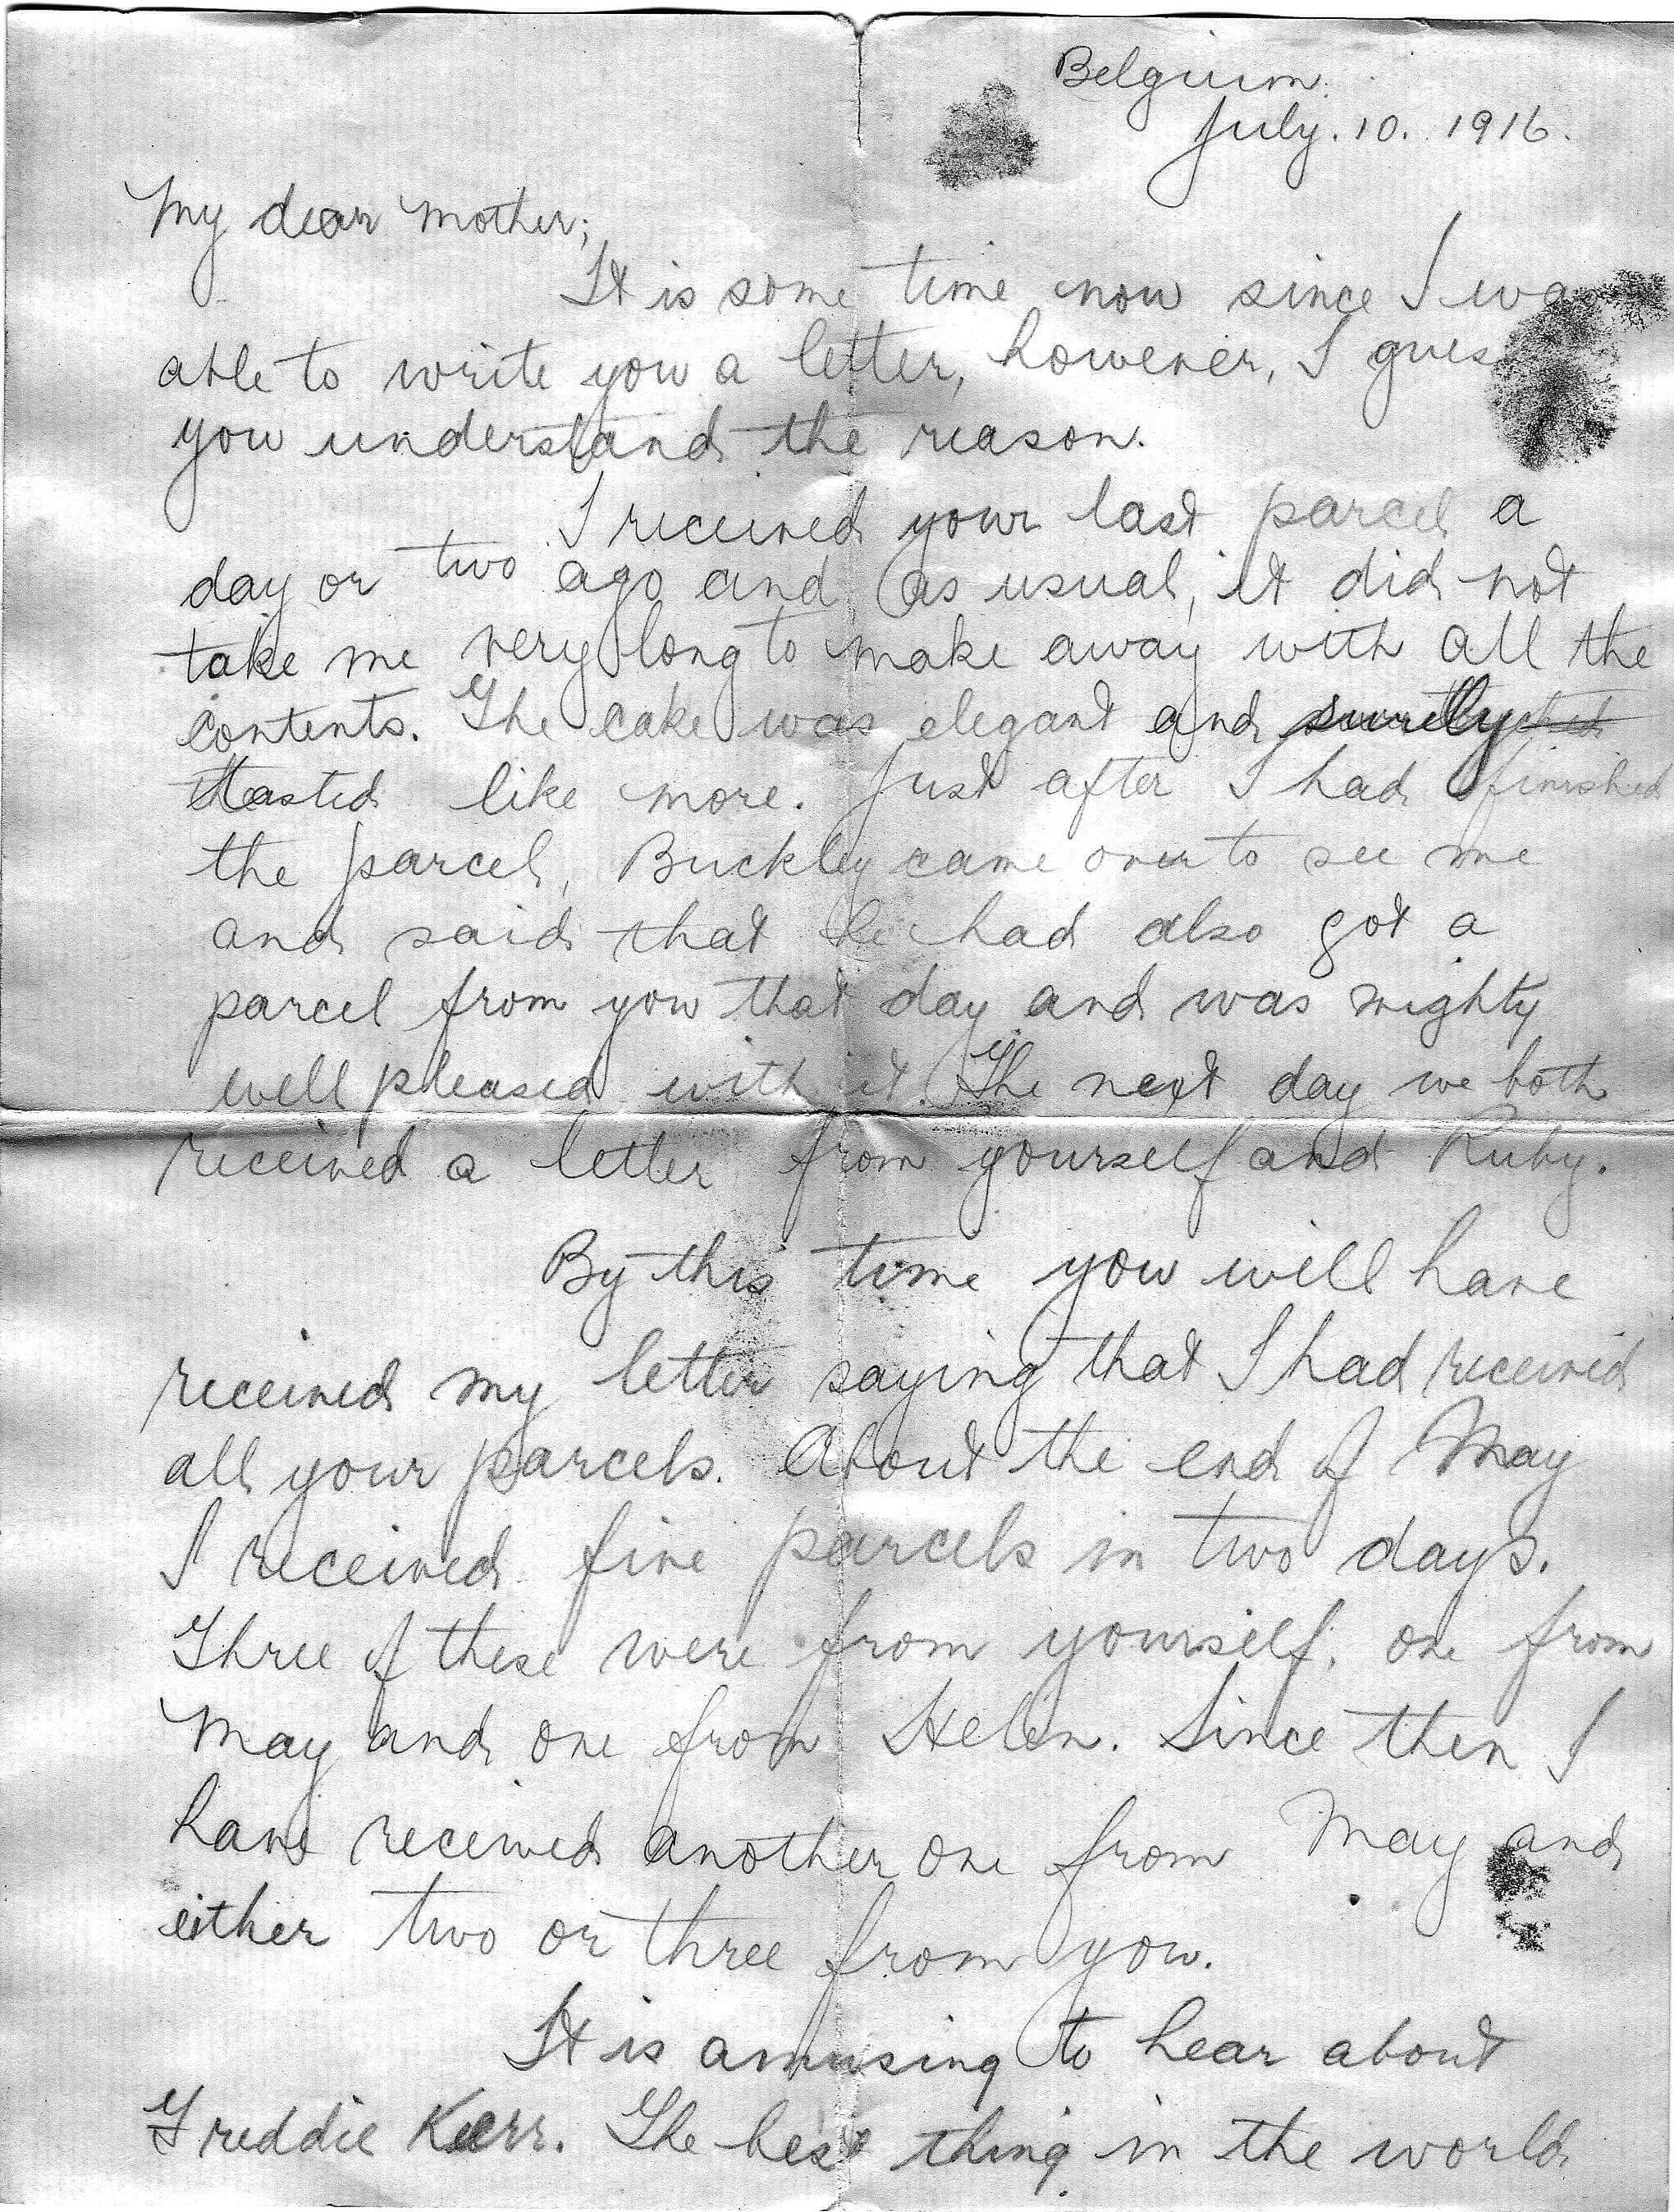 Belgium.
July. 10. 1916.
My dear Mother;
It is some time now since I was
able to write you a letter, however, I guess
you understand the reason.
I received your last parcel a
day or two ago and as usual, it did not
take me very long to make away with all the
contents. The cake was elegant and surely
tasted like more. Just after I had finished
the parcel, Buckley came over to see me
and said that he had also got a
parcel from you that day and was mighty
well pleased with it. The next day we both
received a letter from yourself and Ruby.
By this time you will have
received my letter saying that I had received
all your parcels. About the end of May
I received five parcels in two days.
Three of these were from yourself, one from
May and one from Helen. Since then I
have received another one from May and
either two or three from you.
It is amusing to hear about
Freddie Kerr. The best thing in the world